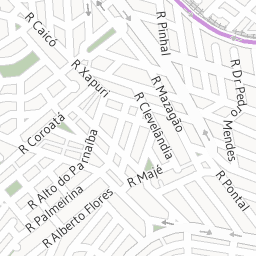 R Caicó
R Pinhal
R Xapuri
R Dr Pedro Mendes
R Mazagão
R Clevelândia
R Coroatá
R Alto do Parnaíba
R Majé
R Pontal
R Palmeirina
R Alberto Flores